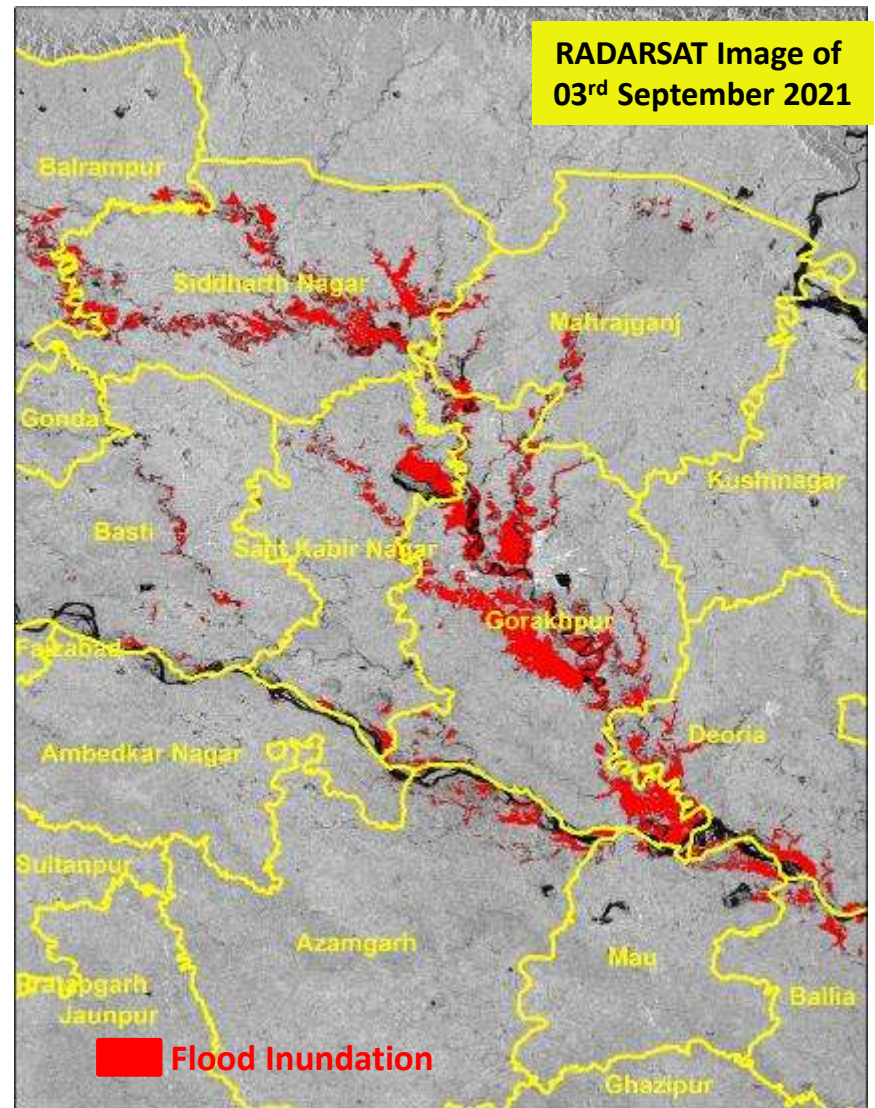 RADARSAT Image of
03rd September 2021
Balrampur
Siddharth Nagar
Mahrajganj
Gonda
Kushinagar
Basti
Sant Kabir Nagar
Gorakhpur
Faizabad
Deoria
Ambedkar Nagar
Sultanpur
Azamgarh
Mau
Pratapgarh
Ballia
Jaunpur
Flood Inundation
Ghazipur